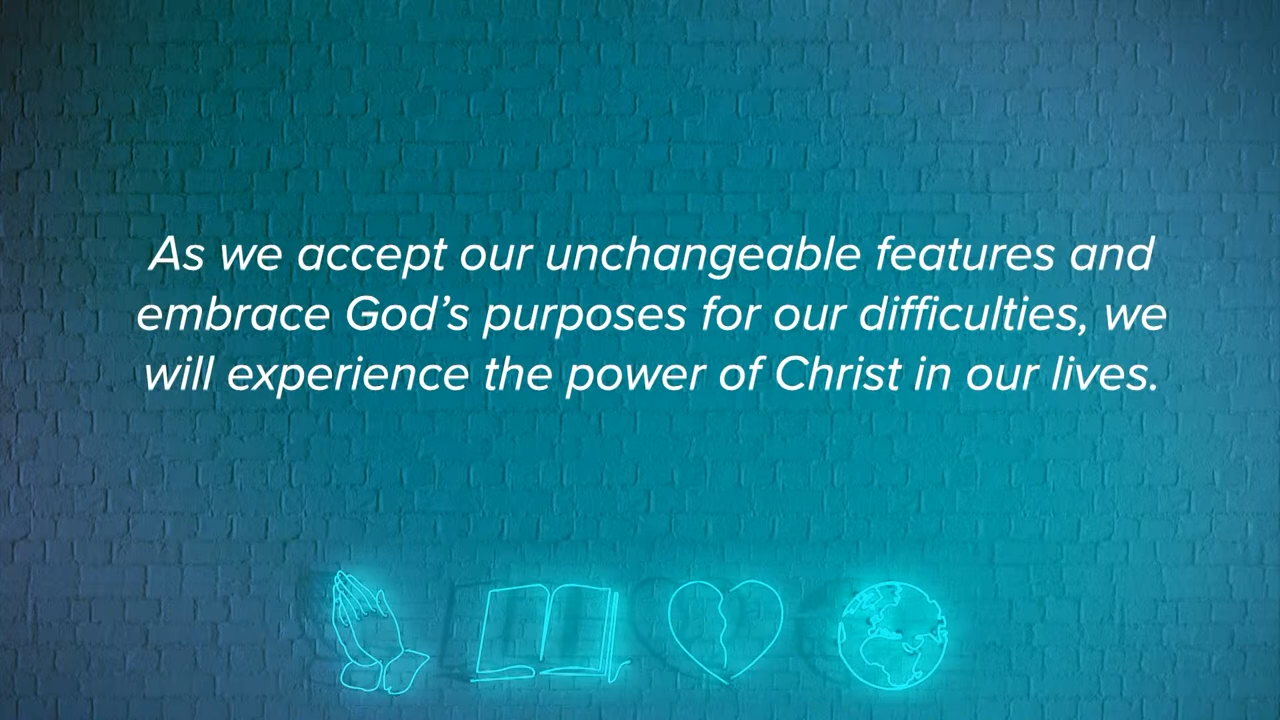 As we accept our unchangeable features and
embrace God’s purposes for our difficulties, we
will experience the power of Christ in our lives.